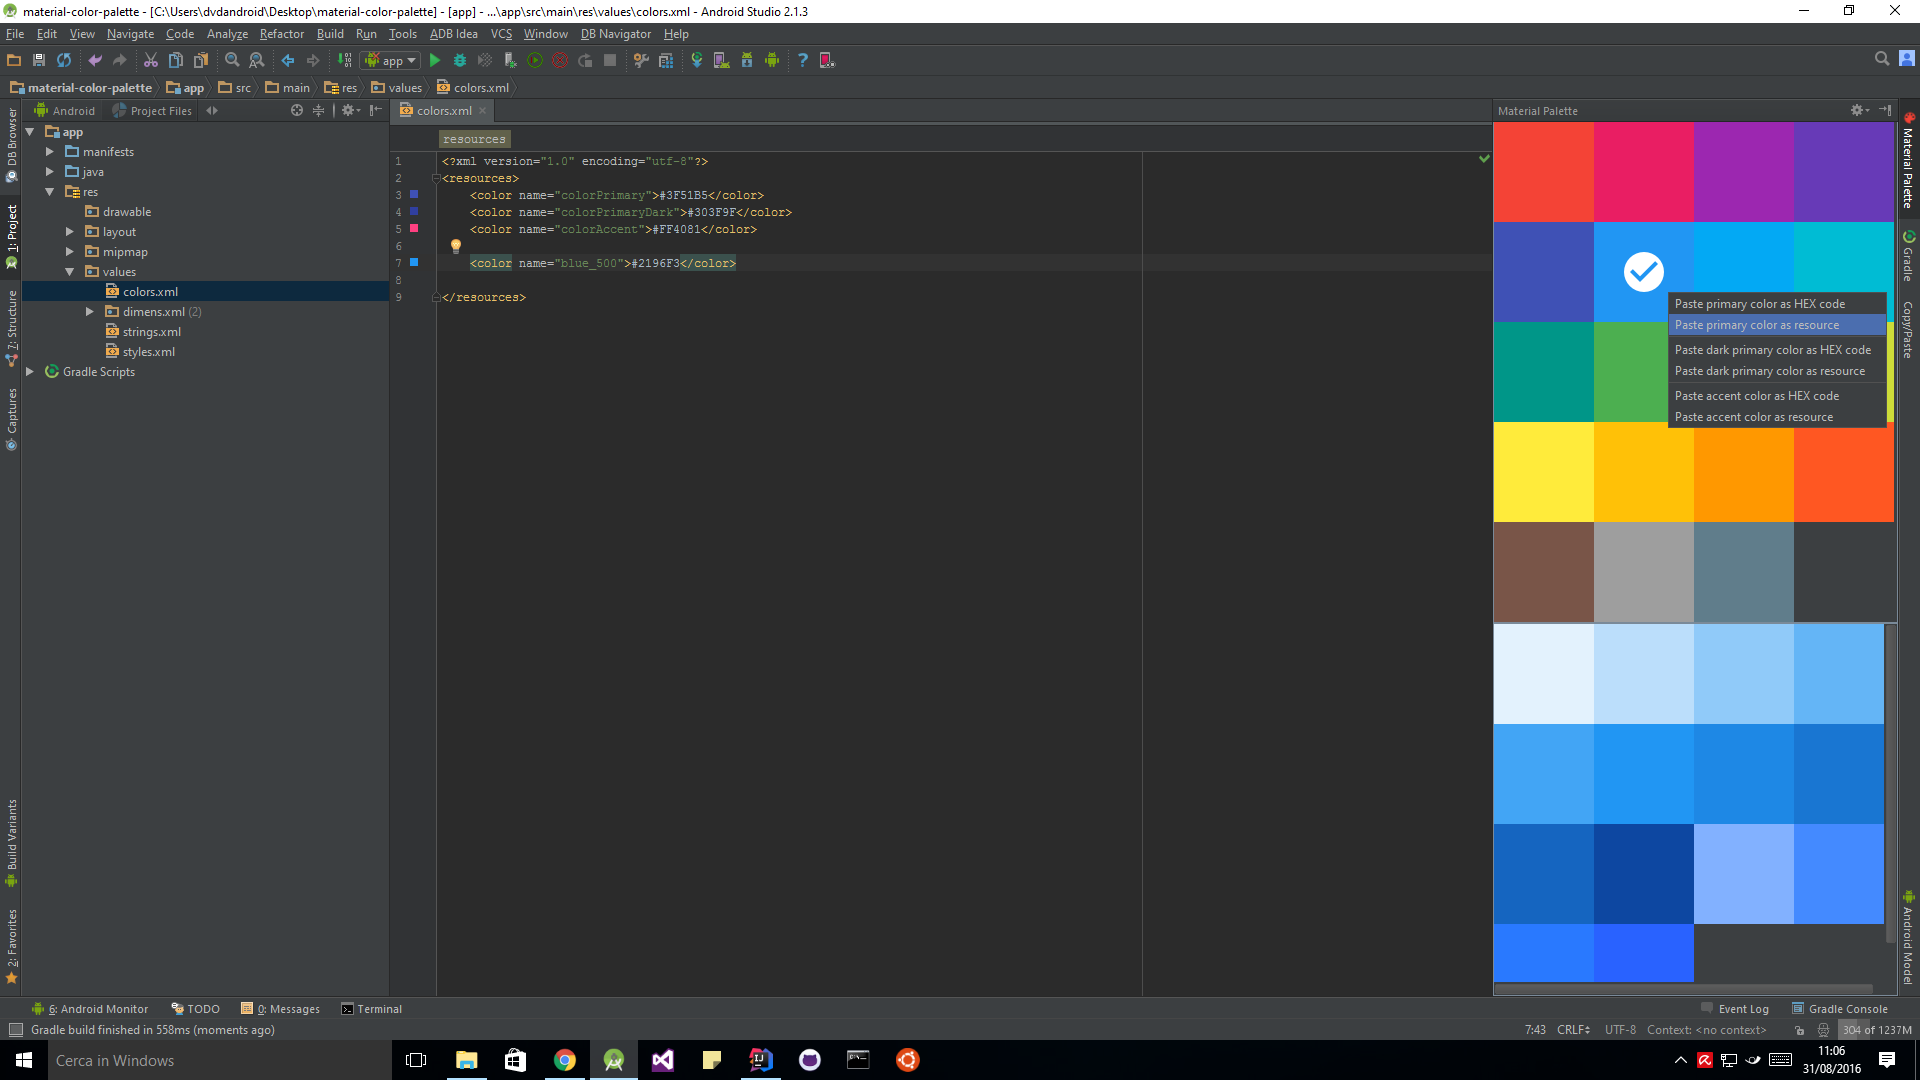 material-color-palette - [C:\Users\dvdandroid\Desktop\material-color-palette] - [app] - ...\app\src\main\res\values\colors.xml - Android Studio 2.1.3
File Edit View Navigate Code Analyze Refactor Build Run Tools ADB Idea VCS Window DB Navigator Help
app
material-color-palette app src main res values colors.xml
Android Project Files
colors.xml
Material Palette
DB Browser
1: Project
7: Structure
Captures
Build Variants
2: Favorites
app
manifests
java
res
drawable
layout
mipmap
values
colors.xml
dimens.xml (2)
strings.xml
styles.xml
Gradle Scripts
resources
1 <?xml version="1.0" encoding="utf-8"?>
2 <resources>
3 <color name="colorPrimary">#3F51B5</color>
4 <color name="colorPrimaryDark">#303F9F</color>
5 <color name="colorAccent">#FF4081</color>
6
7 <color name="blue_500">#2196F3</color>
8
9 </resources>
Paste primary color as HEX code
Paste primary color as resource
Paste dark primary color as HEX code
Paste dark primary color as resource
Paste accent color as HEX code
Paste accent color as resource
Material Palette
Gradle
Copy/Paste
Android Model
6: Android Monitor TODO 0: Messages Terminal
Event Log Gradle Console
Gradle build finished in 558ms (moments ago)
7:43 CRLF UTF-8 Context: <no context> 304 of 1237M
Cerca in Windows
11:06
31/08/2016